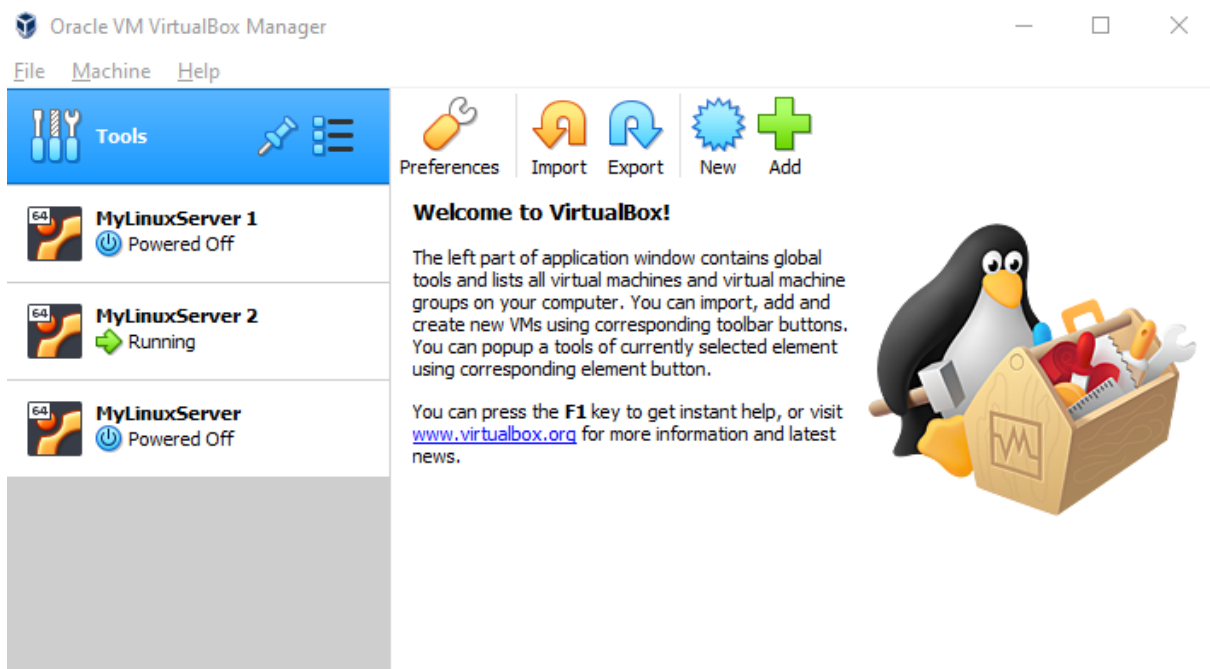 Oracle VM VirtualBox Manager
File Machine Help
Tools
Preferences Import Export New Add
64
MyLinuxServer 1
Powered Off
64
MyLinuxServer 2
Running
64
MyLinuxServer
Powered Off
Welcome to VirtualBox!
The left part of application window contains global
tools and lists all virtual machines and virtual machine
groups on your computer. You can import, add and
create new VMs using corresponding toolbar buttons.
You can popup a tools of currently selected element
using corresponding element button.
You can press the F1 key to get instant help, or visit
www.virtualbox.org for more information and latest
news.